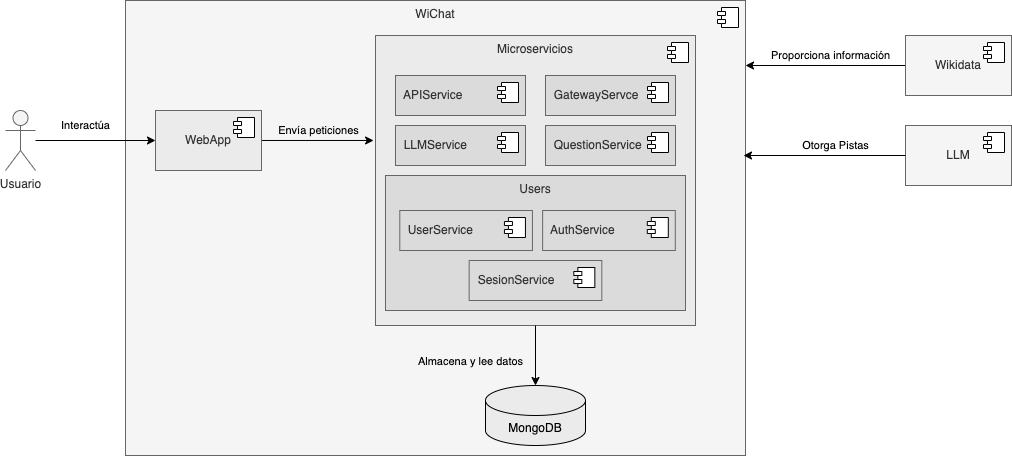 WiChat
Microservicios
APIService
GatewayServce
LLMService
QuestionService
Users
UserService
AuthService
SesionService
Usuario
Interactúa
WebApp
Envía peticiones
Almacena y lee datos
MongoDB
Proporciona información
Wikidata
Otorga Pistas
LLM